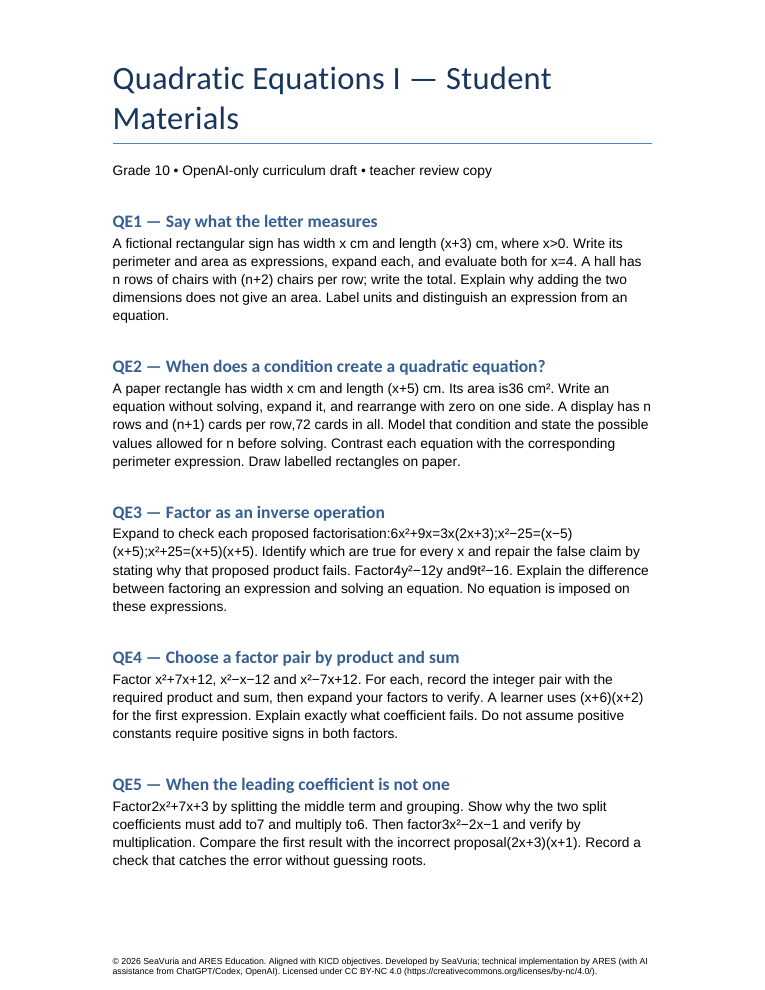 Quadratic Equations I — Student
Materials
Grade 10 • OpenAI-only curriculum draft • teacher review copy
QE1 — Say what the letter measures
A fictional rectangular sign has width x cm and length (x+3) cm, where x>0. Write its
perimeter and area as expressions, expand each, and evaluate both for x=4. A hall has
n rows of chairs with (n+2) chairs per row; write the total. Explain why adding the two
dimensions does not give an area. Label units and distinguish an expression from an
equation.
QE2 — When does a condition create a quadratic equation?
A paper rectangle has width x cm and length (x+5) cm. Its area is36 cm². Write an
equation without solving, expand it, and rearrange with zero on one side. A display has n
rows and (n+1) cards per row,72 cards in all. Model that condition and state the possible
values allowed for n before solving. Contrast each equation with the corresponding
perimeter expression. Draw labelled rectangles on paper.
QE3 — Factor as an inverse operation
Expand to check each proposed factorisation:6x²+9x=3x(2x+3);x²−25=(x−5)
(x+5);x²+25=(x+5)(x+5). Identify which are true for every x and repair the false claim by
stating why that proposed product fails. Factor4y²−12y and9t²−16. Explain the difference
between factoring an expression and solving an equation. No equation is imposed on
these expressions.
QE4 — Choose a factor pair by product and sum
Factor x²+7x+12, x²−x−12 and x²−7x+12. For each, record the integer pair with the
required product and sum, then expand your factors to verify. A learner uses (x+6)(x+2)
for the first expression. Explain exactly what coefficient fails. Do not assume positive
constants require positive signs in both factors.
QE5 — When the leading coefficient is not one
Factor2x²+7x+3 by splitting the middle term and grouping. Show why the two split
coefficients must add to7 and multiply to6. Then factor3x²−2x−1 and verify by
multiplication. Compare the first result with the incorrect proposal(2x+3)(x+1). Record a
check that catches the error without guessing roots.
© 2026 SeaVuria and ARES Education. Aligned with KICD objectives. Developed by SeaVuria; technical implementation by ARES (with AI
assistance from ChatGPT/Codex, OpenAI). Licensed under CC BY-NC 4.0 (https://creativecommons.org/licenses/by-nc/4.0/).